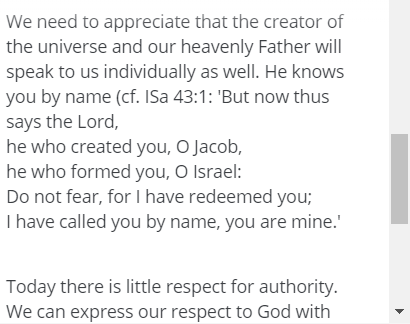 We need to appreciate that the creator of
the universe and our heavenly Father will
speak to us individually as well. He knows
you by name (cf. ISa 43:1: 'But now thus
says the Lord,
he who created you, O Jacob,
he who formed you, O Israel:
Do not fear, for I have redeemed you;
I have called you by name, you are mine.'
Today there is little respect for authority.
We can express our respect to God with